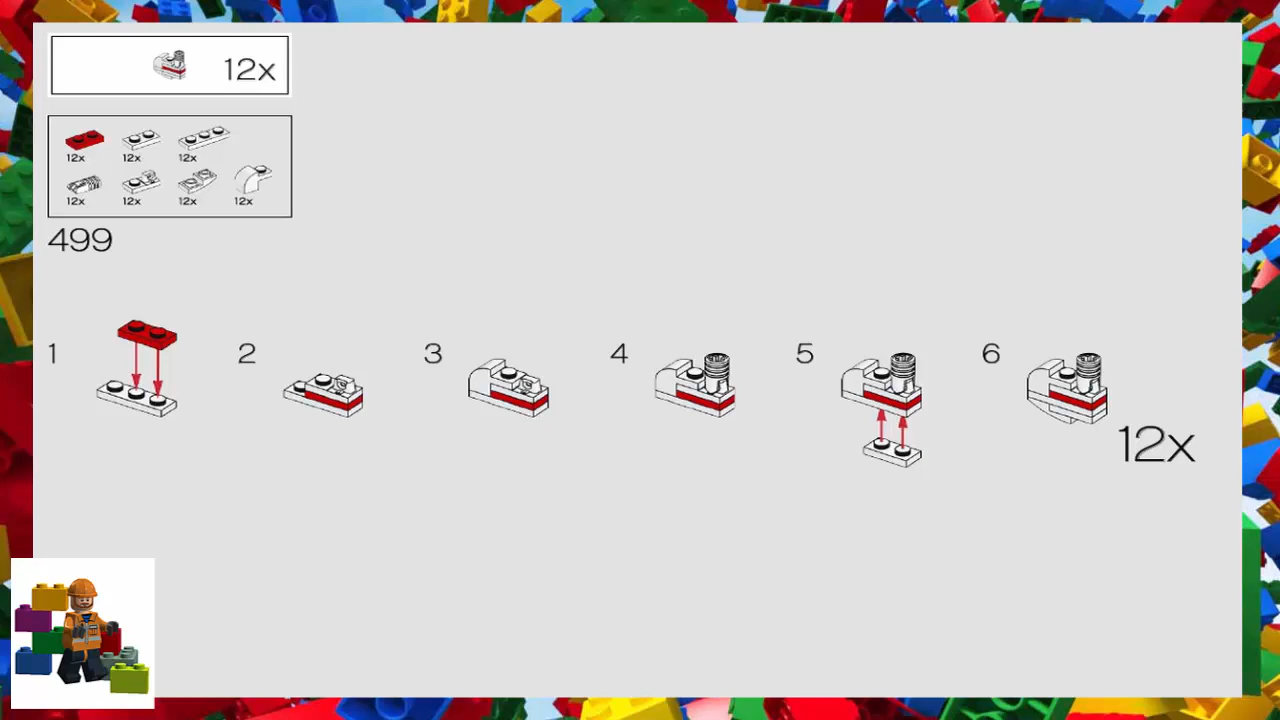 12x
12x 12x 12x
12x 12x 12x 12x
499
1 2 3 4 5 6
12x